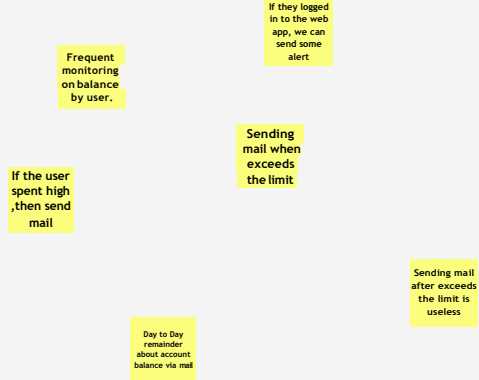 If they logged
in to the web
app, we can
send some
alert
Frequent
monitoring
on balance
by user.
Sending
mail when
exceeds
the limit
If the user
spent high
,then send
mail
Sending mail
after exceeds
the limit is
useless
Day to Day
remainder
about account
balance via mail